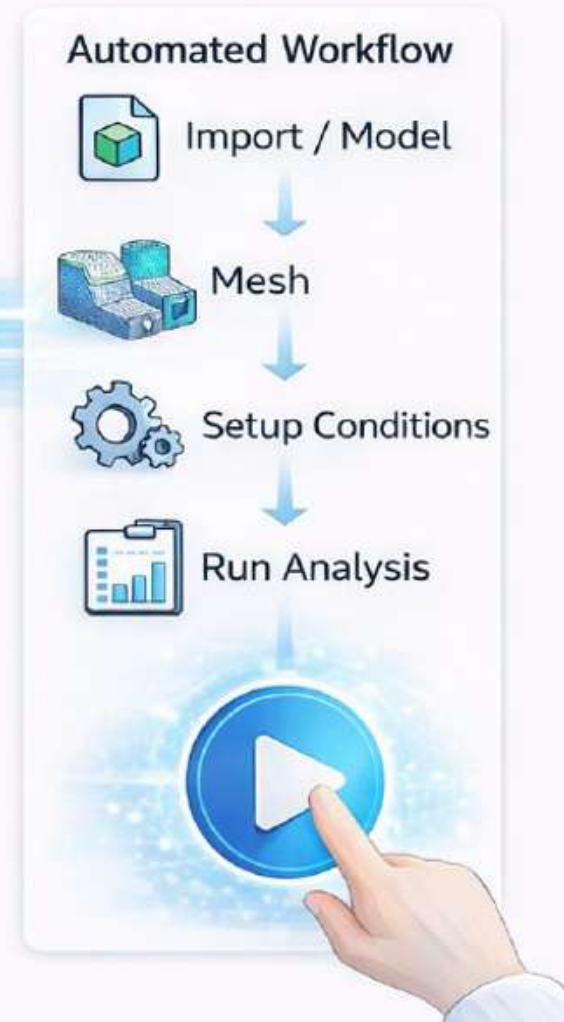 Automated Workflow
Import / Model
Mesh
Setup Conditions
Run Analysis